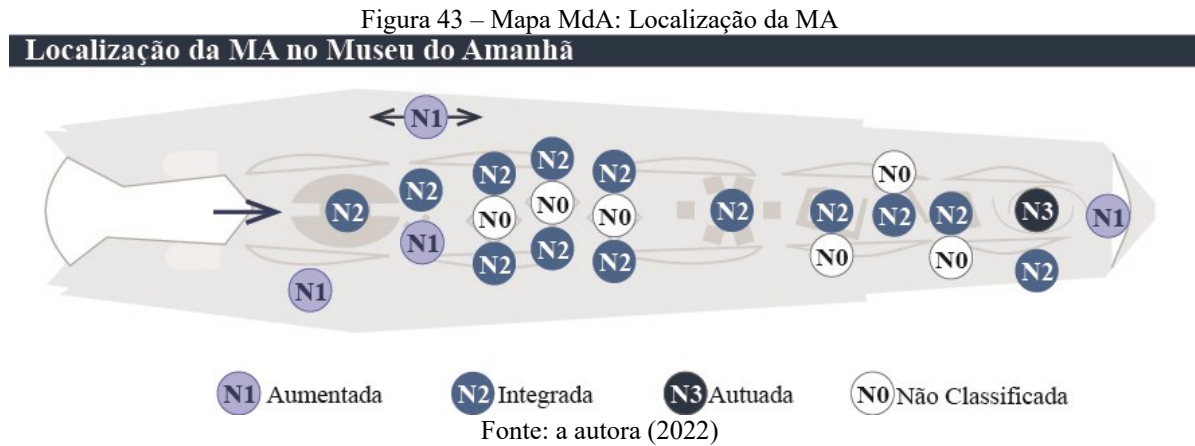 Figura 43 – Mapa MdA: Localização da MA
Localização da MA no Museu do Amanhã
N1
N2 N2 N2
N0
N2 N2 N0 N0 N0 N2 N2 N2 N2 N3 N1
N1 N2 N2 N2 N0 N0 N2
N1
N1 Aumentada N2 Integrada N3 Autuada N0 Não Classificada
Fonte: a autora (2022)